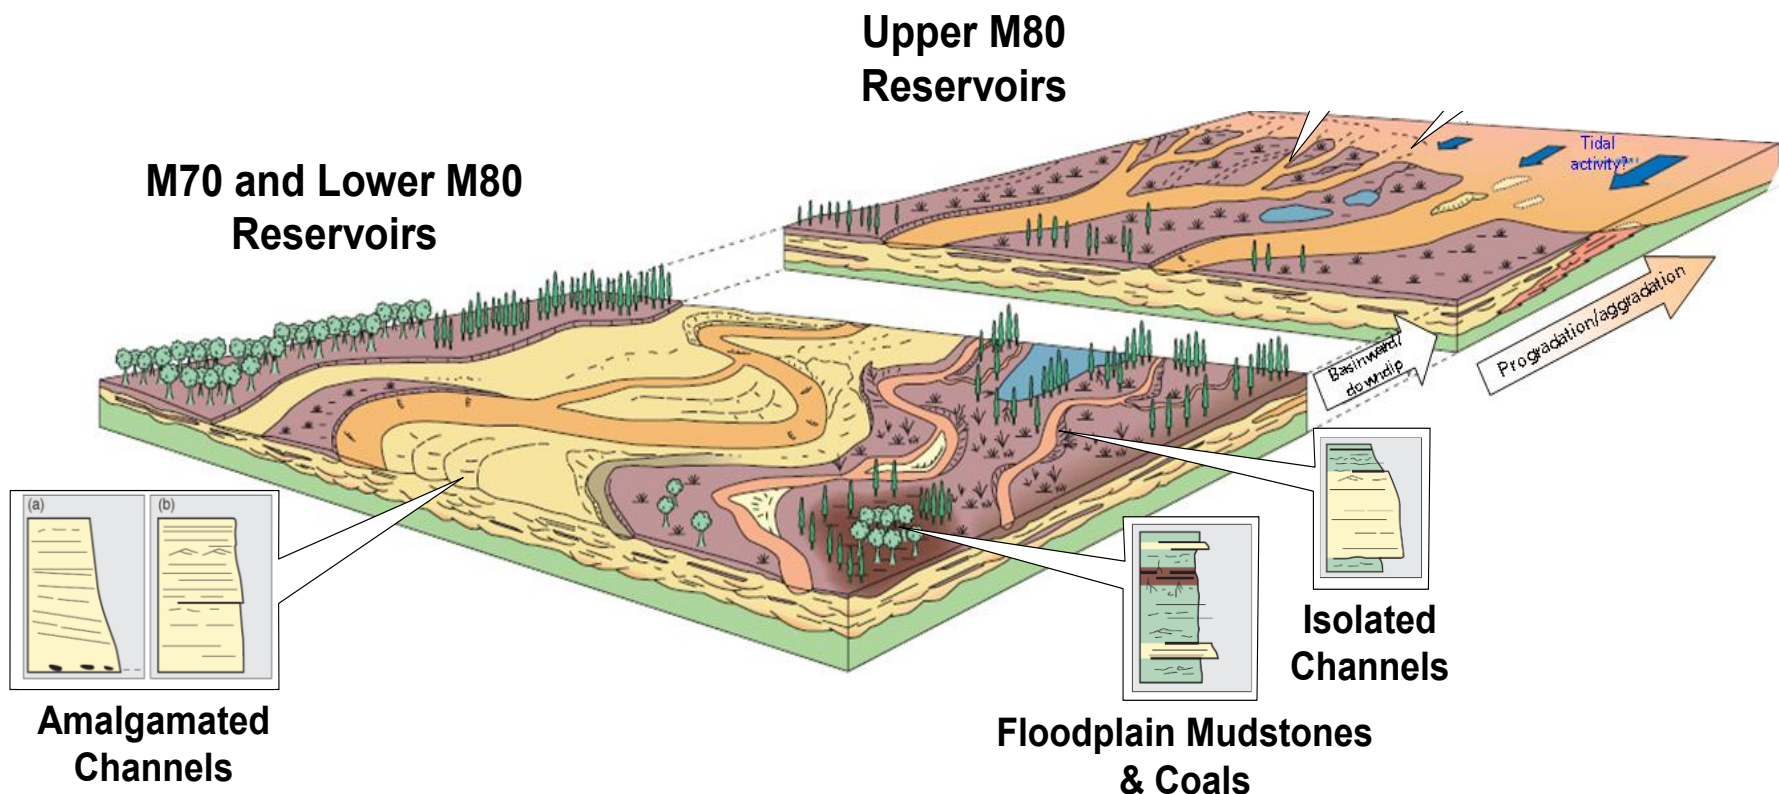 Upper M80
Reservoirs
M70 and Lower M80
Reservoirs
Tidal
activity?
Progradation/aggradation
Basinward/
downdip
(a)
(b)
Amalgamated
Channels
Isolated
Channels
Floodplain Mudstones
& Coals